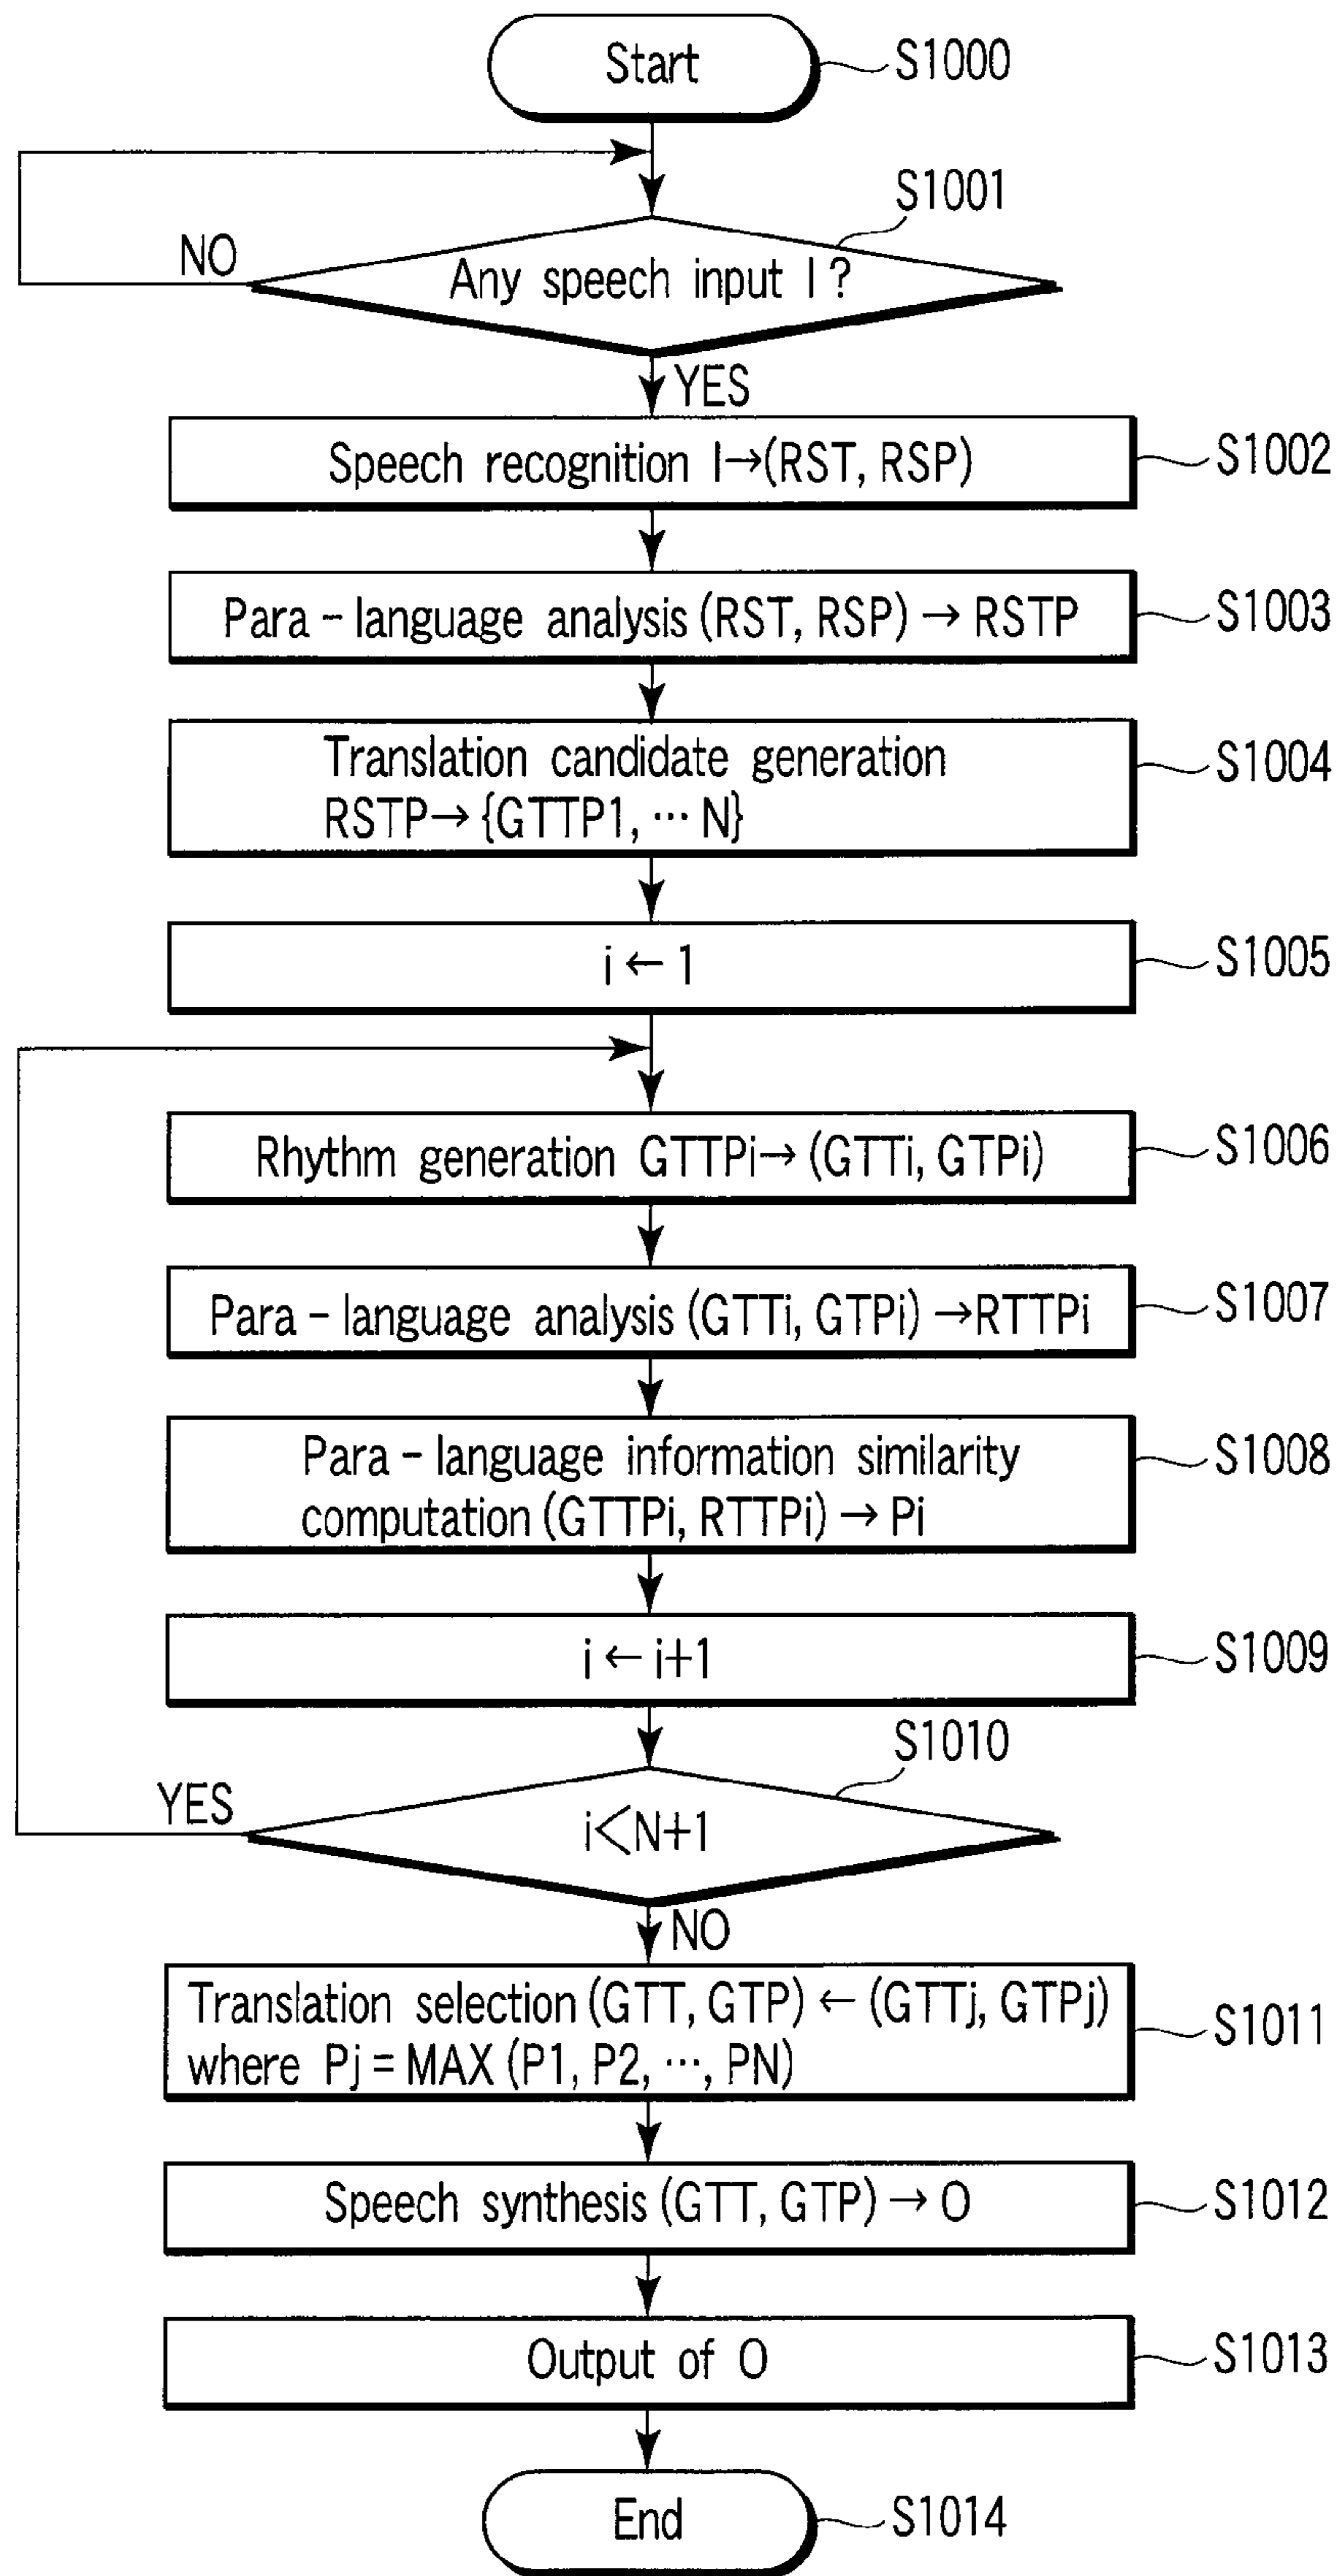 Start
S1000
S1001
NO
Any speech input I?
YES
Speech recognition I→(RST, RSP)
S1002
Para-language analysis (RST, RSP) → RSTP
S1003
Translation candidate generation
RSTP→ {GTTP1, ··· N}
S1004
i ← 1
S1005
Rhythm generation GTTPi→ (GTTi, GTPi)
S1006
Para-language analysis (GTTi, GTPi) →RTTPi
S1007
Para-language information similarity
computation (GTTPi, RTTPi) → Pi
S1008
i ← i+1
S1009
S1010
YES
i<N+1
NO
Translation selection (GTT, GTP) ← (GTTj, GTPj)
where Pj = MAX (P1, P2, ···, PN)
S1011
Speech synthesis (GTT, GTP) → O
S1012
Output of O
S1013
End
S1014